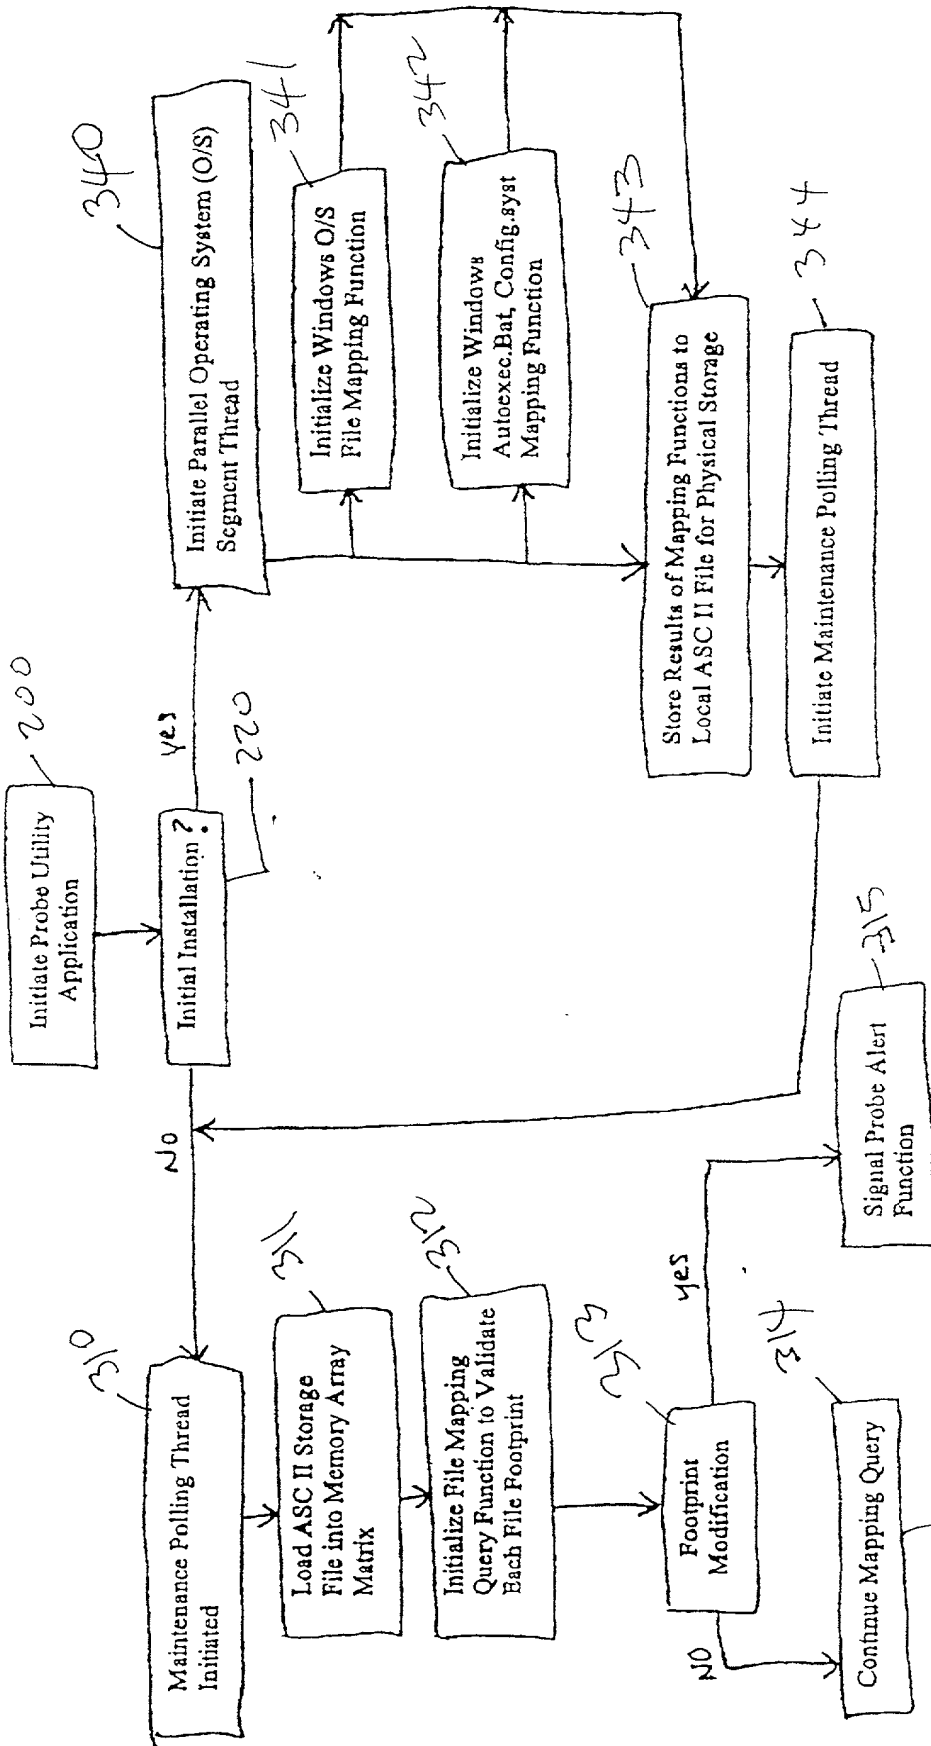 Initiate Probe Utility
Application
200
Initial Installation ?
220
yes
NO
Initiate Parallel Operating System (O/S)
Segment Thread
340
Initialize Windows O/S
File Mapping Function
341
Initialize Windows
Autoexec.Bat, Config.syst
Mapping Function
342
Store Results of Mapping Functions to
Local ASC II File for Physical Storage
343
Initiate Maintenance Polling Thread
344
Maintenance Polling Thread
Initiated
310
Load ASC II Storage
File into Memory Array
Matrix
311
Initialize File Mapping
Query Function to Validate
Each File Footprint
312
Footprint
Modification
313
yes
NO
Signal Probe Alert
Function
315
Continue Mapping Query
314